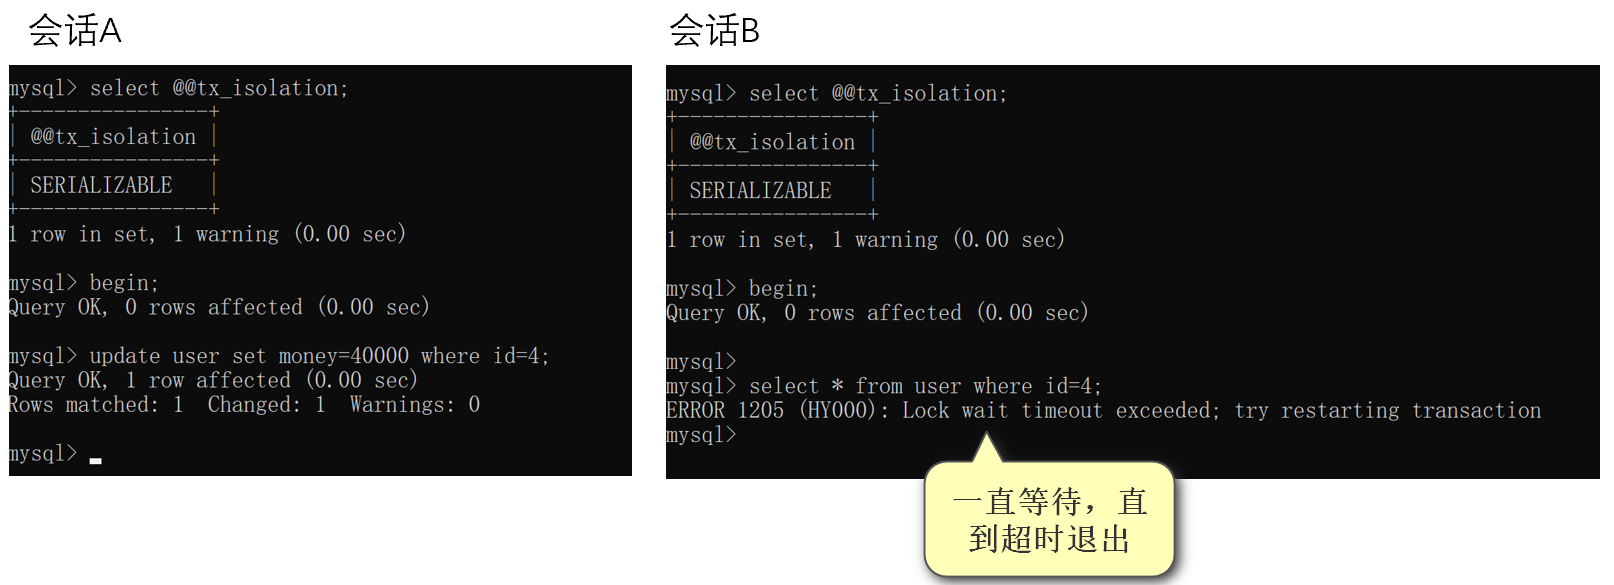 会话A
mysql> select @@tx_isolation;
+----------------+
| @@tx_isolation |
+----------------+
| SERIALIZABLE   |
+----------------+
1 row in set, 1 warning (0.00 sec)
mysql> begin;
Query OK, 0 rows affected (0.00 sec)
mysql> update user set money=40000 where id=4;
Query OK, 1 row affected (0.00 sec)
Rows matched: 1  Changed: 1  Warnings: 0
mysql>
会话B
mysql> select @@tx_isolation;
+----------------+
| @@tx_isolation |
+----------------+
| SERIALIZABLE   |
+----------------+
1 row in set, 1 warning (0.00 sec)
mysql> begin;
Query OK, 0 rows affected (0.00 sec)
mysql>
mysql> select * from user where id=4;
ERROR 1205 (HY000): Lock wait timeout exceeded; try restarting transaction
mysql>
一直等待，直
到超时退出